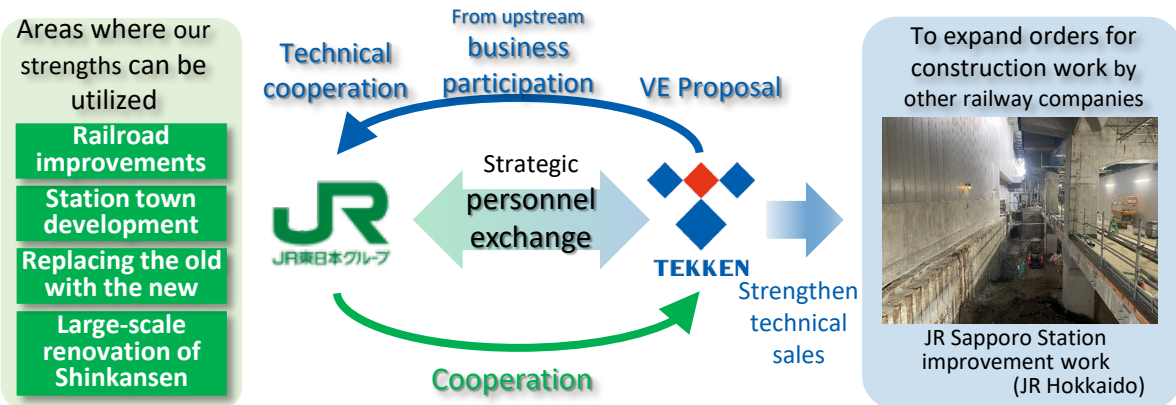 Areas where our
strengths can be
utilized
Railroad
improvements
Station town
development
Replacing the old
with the new
Large-scale
renovation of
Shinkansen
Technical
cooperation
From upstream
business
participation
VE Proposal
Strategic
personnel
exchange
JR
JR東日本グループ
TEKKEN
Cooperation
Strengthen
technical
sales
To expand orders for
construction work by
other railway companies
JR Sapporo Station
improvement work
(JR Hokkaido)